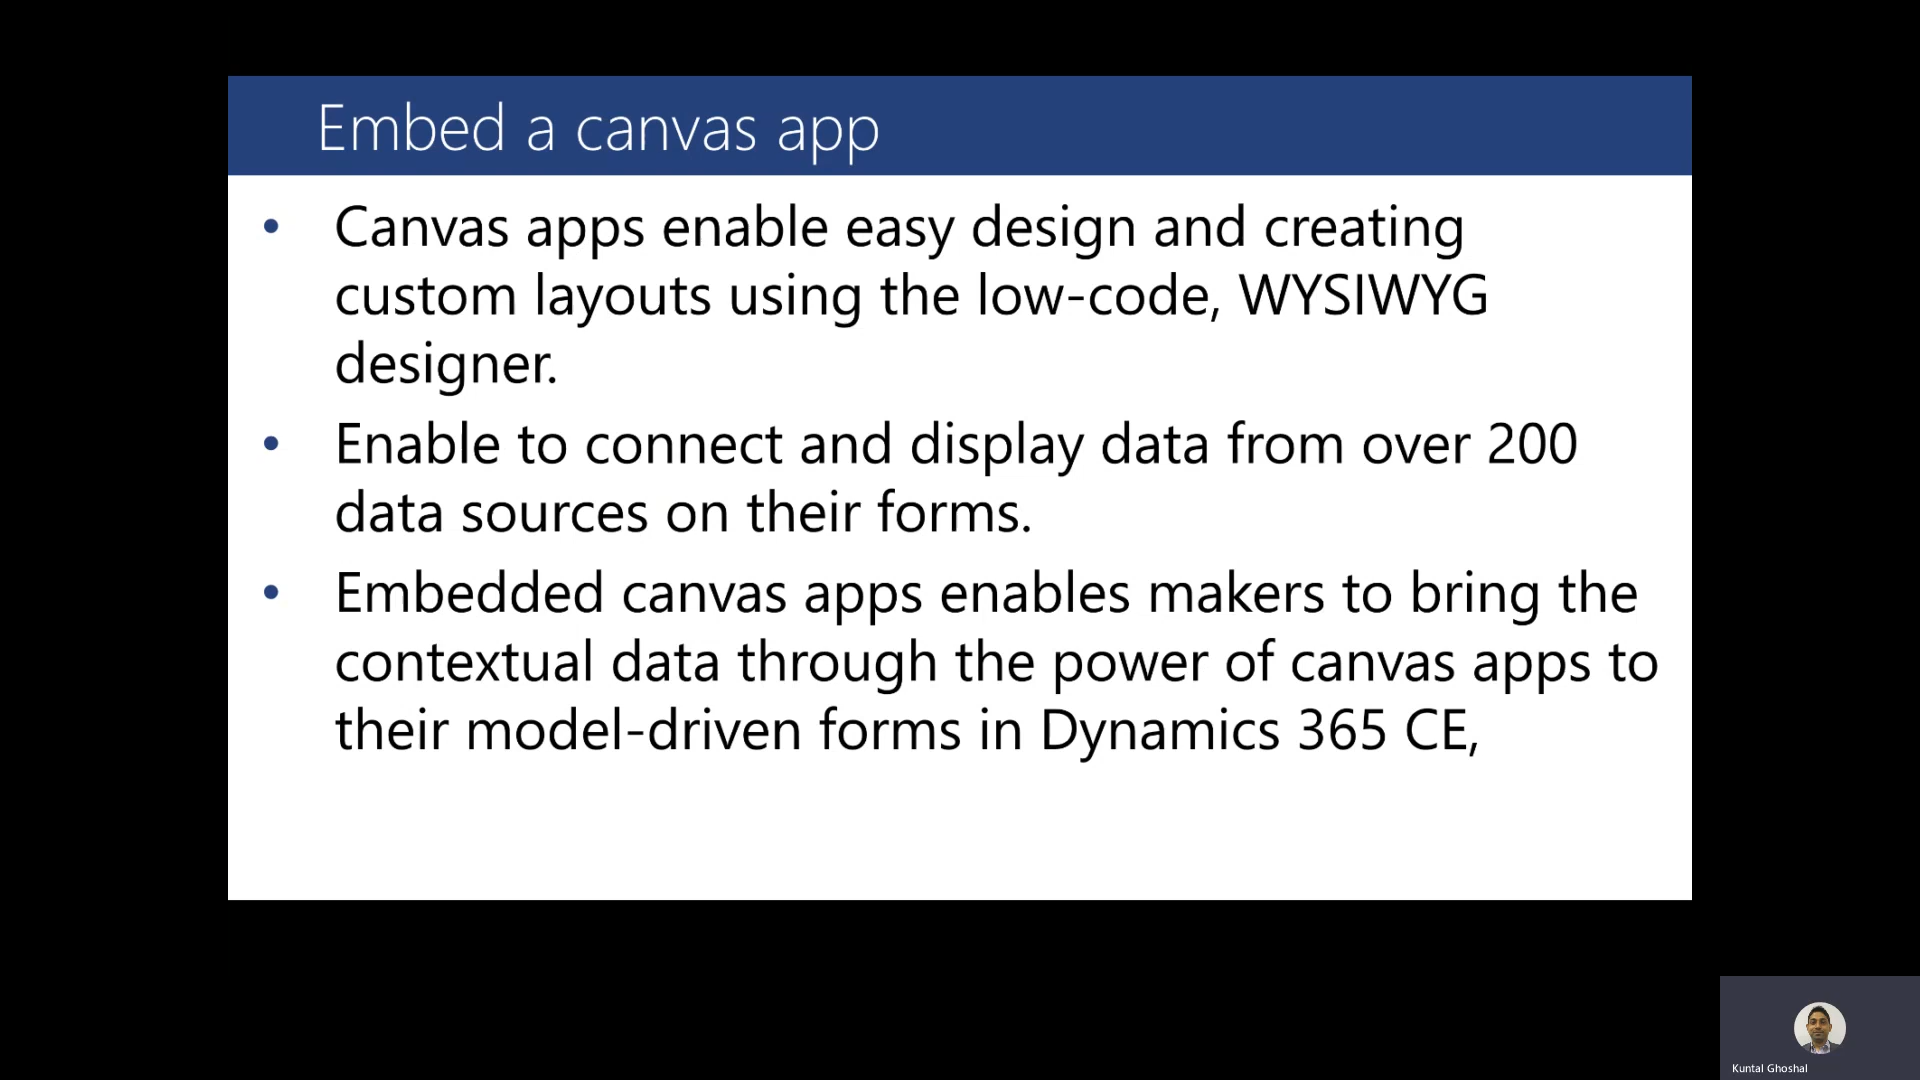 Embed a canvas app
• Canvas apps enable easy design and creating
custom layouts using the low-code, WYSIWYG
designer.
• Enable to connect and display data from over 200
data sources on their forms.
• Embedded canvas apps enables makers to bring the
contextual data through the power of canvas apps to
their model-driven forms in Dynamics 365 CE,
Kuntal Ghoshal